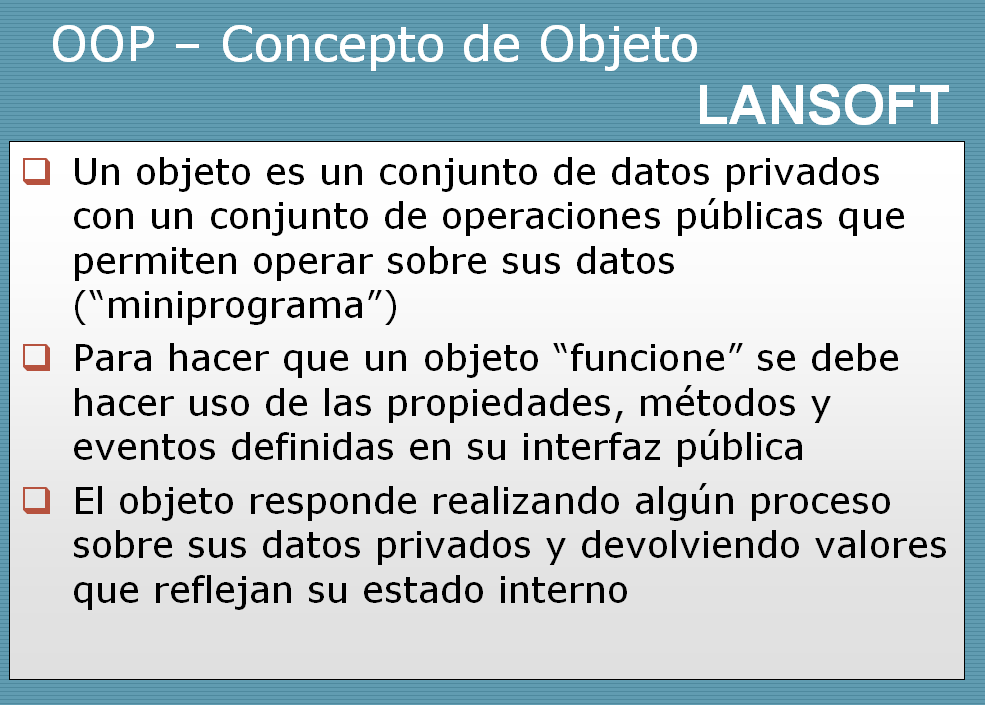 OOP – Concepto de Objeto
LANSOFT
Un objeto es un conjunto de datos privados
con un conjunto de operaciones públicas que
permiten operar sobre sus datos
(“miniprograma”)
Para hacer que un objeto “funcione” se debe
hacer uso de las propiedades, métodos y
eventos definidas en su interfaz pública
El objeto responde realizando algún proceso
sobre sus datos privados y devolviendo valores
que reflejan su estado interno